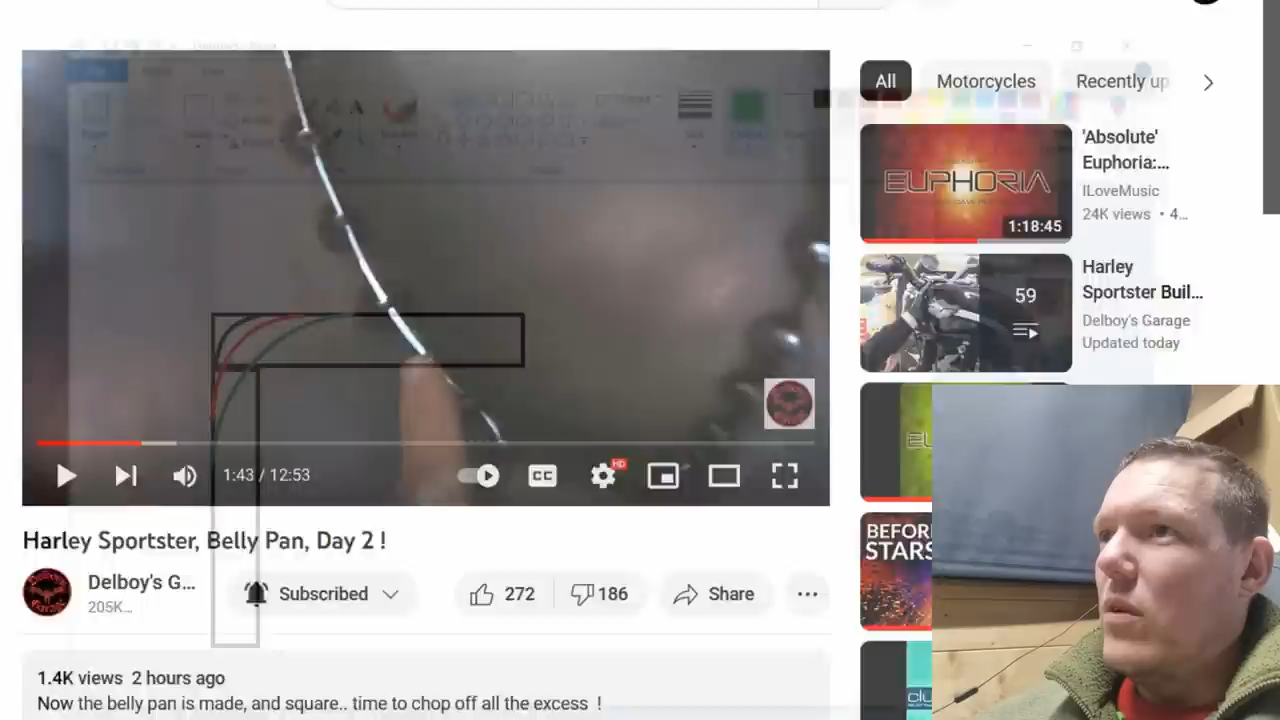 All
Motorcycles
Recently up
EUPHORIA
1:18:45
'Absolute'
Euphoria:...
ILoveMusic
24K views • 4...
59
Harley
Sportster Buil...
Delboy's Garage
Updated today
1:43 / 12:53
CC
HD
BEFOR
STARS
Harley Sportster, Belly Pan, Day 2 !
Delboy's G...
205K...
Subscribed
272
186
Share
1.4K views 2 hours ago
Now the belly pan is made, and square.. time to chop off all the excess !